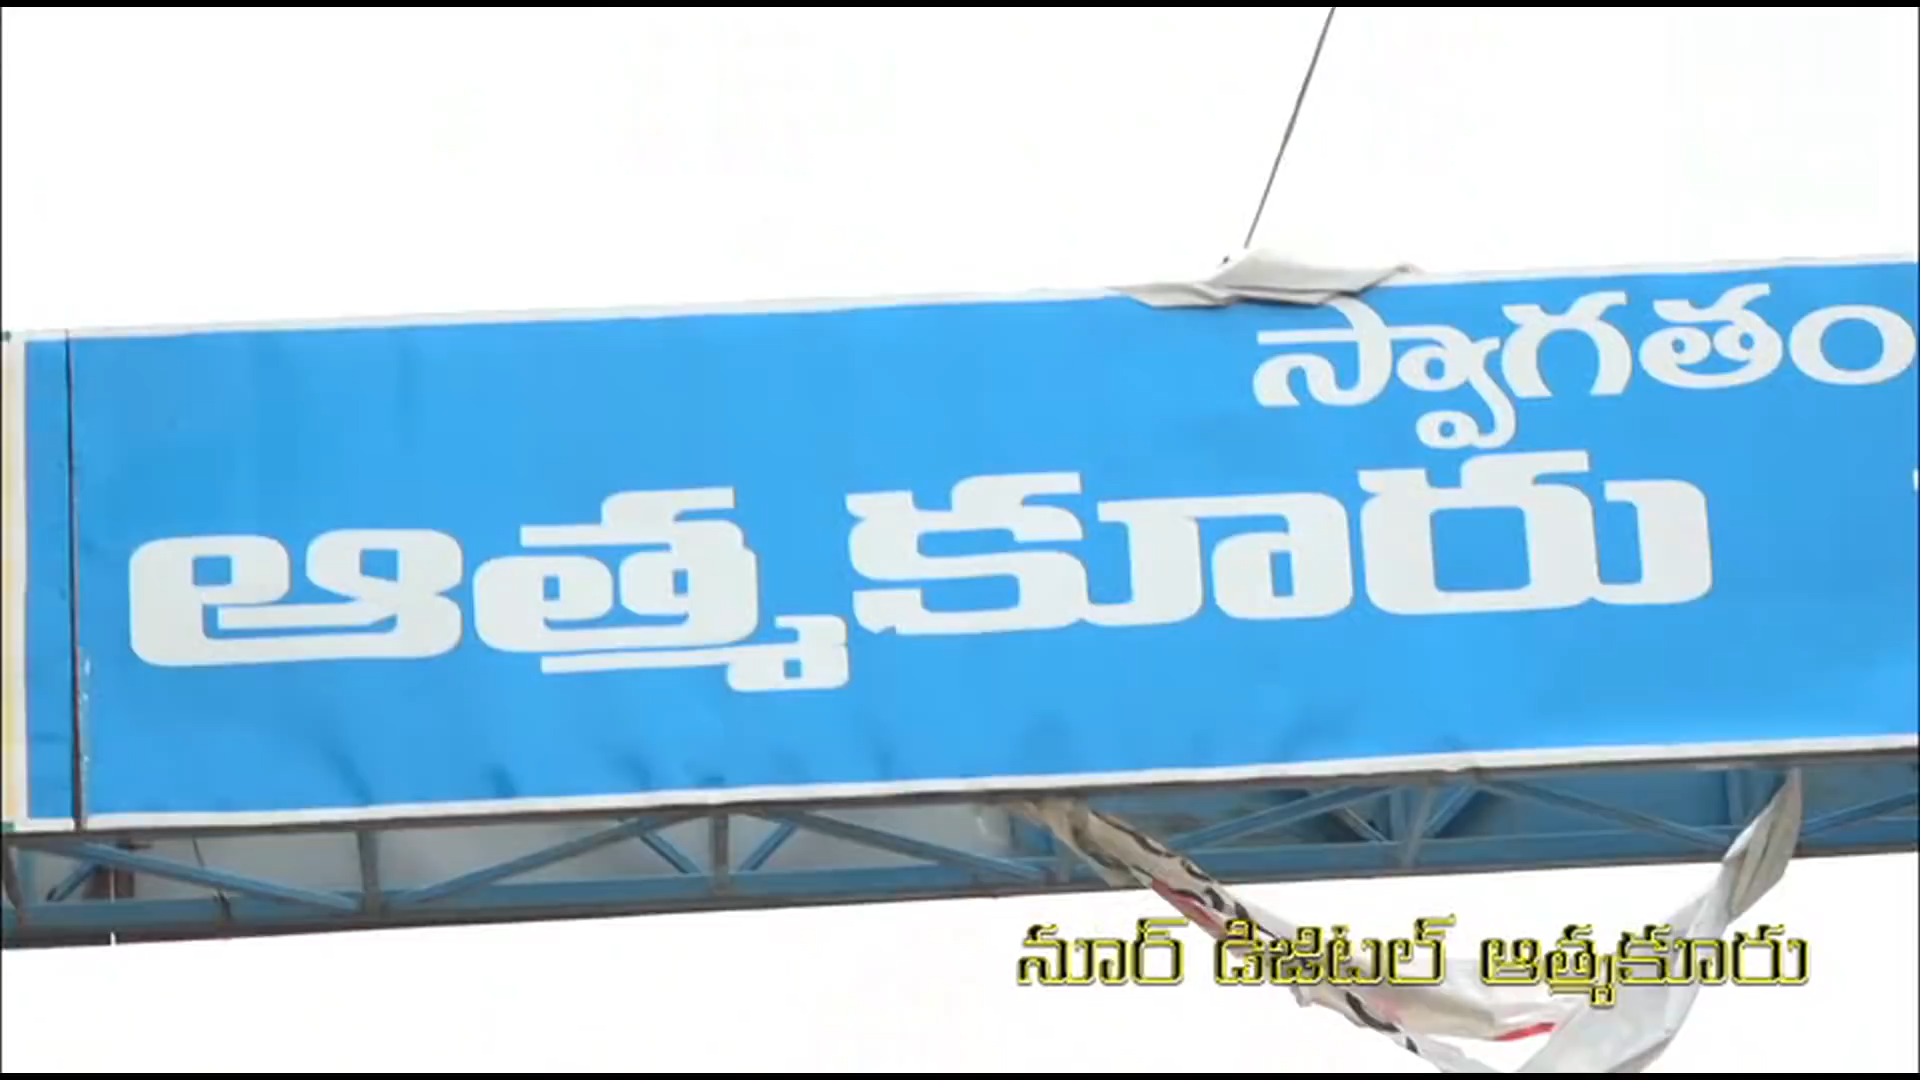 స్వాగతం
ఆత్మకూరు
నూర్ డిజిటల్ ఆత్మకూరు